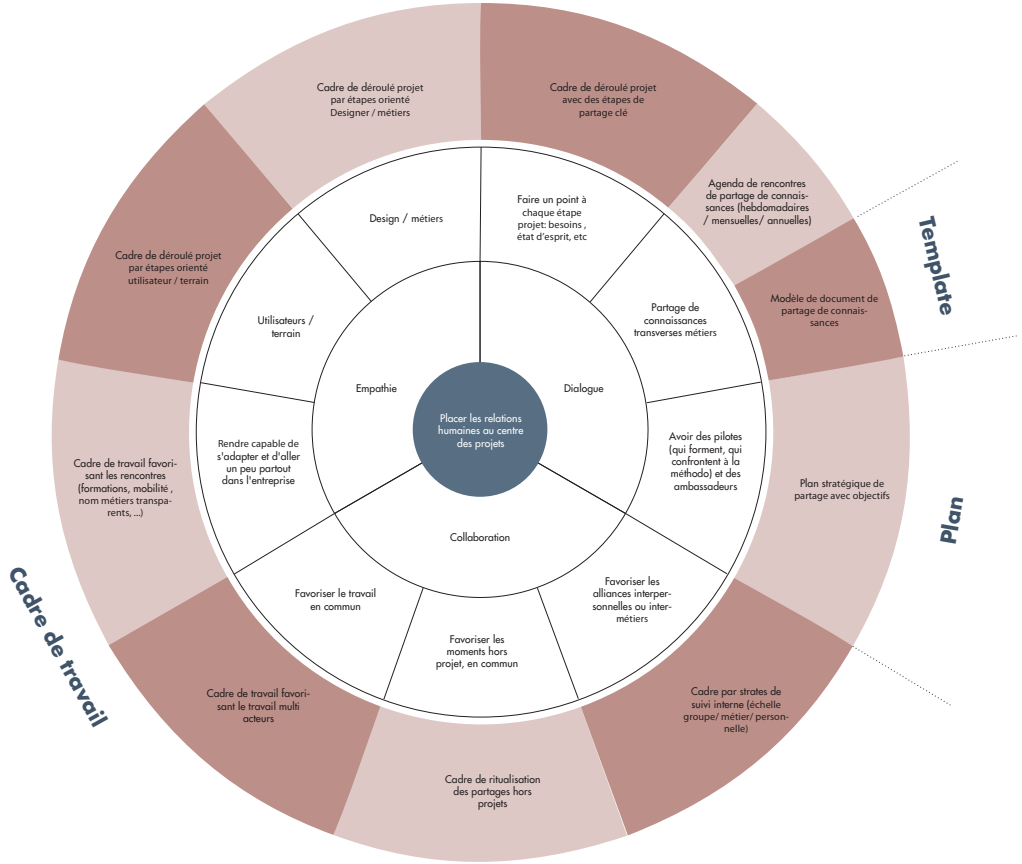 Cadre de déroulé projet
par étapes orienté
Designer / métiers
Cadre de déroulé projet
avec des étapes de
partage clé
Agenda de rencontres
de partage de connais-
sances (hebdomadaires
/ mensuelles/ annuelles)
Template
Modèle de document de
partage de connais-
sances
Plan stratégique de
partage avec objectifs
Plan
Cadre par strates de
suivi interne (échelle
groupe/ métier/ person-
nelle)
Cadre de ritualisation
des partages hors
projets
Cadre de travail favori-
sant le travail multi
acteurs
Cadre de travail
Cadre de travail favori-
sant les rencontres
(formations, mobilité ,
nom métiers transpa-
rents, ...)
Cadre de déroulé projet
par étapes orienté
utilisateur / terrain
Design / métiers
Faire un point à
chaque étape
projet: besoins ,
état d'esprit, etc
Partage de
connaissances
transverses métiers
Avoir des pilotes
(qui forment, qui
confrontent à la
méthodo) et des
ambassadeurs
Favoriser les
alliances interper-
sonnelles ou inter-
métiers
Favoriser les
moments hors
projet, en commun
Favoriser le travail
en commun
Rendre capable de
s'adapter et d'aller
un peu partout
dans l'entreprise
Utilisateurs /
terrain
Empathie
Dialogue
Collaboration
Placer les relations
humaines au centre
des projets